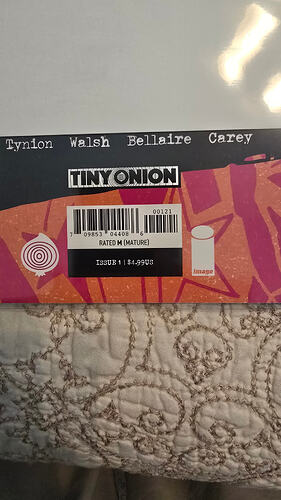 Tynion Walsh Bellaire Carey
TINY ONION
00121
7 09853 04408 6
RATED M (MATURE)
ISSUE 1 | $4.99US
image